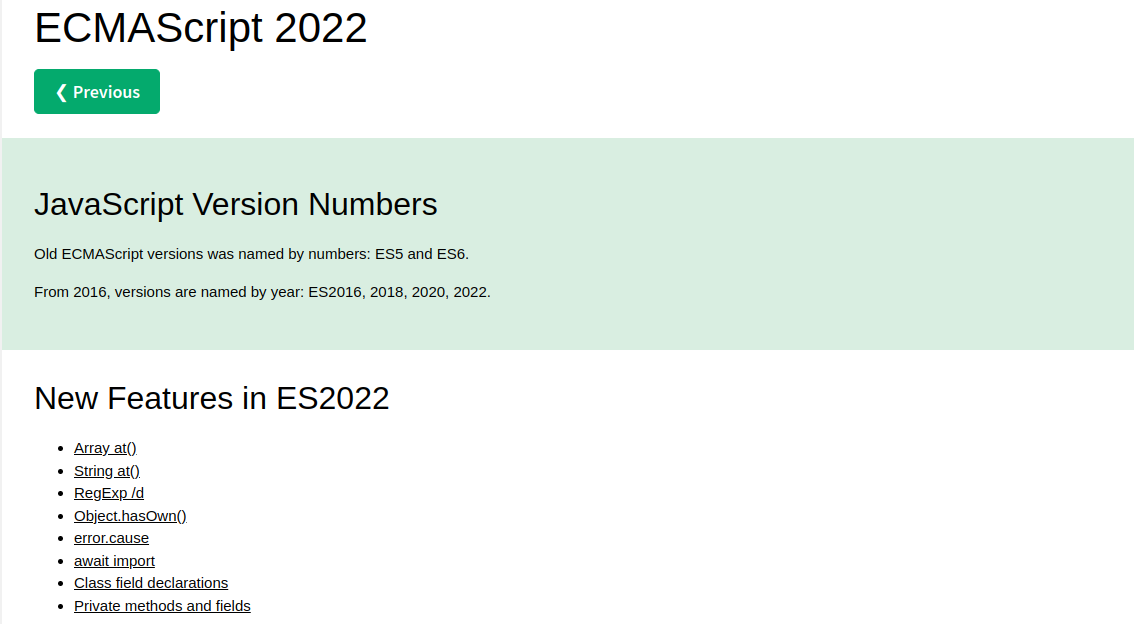 ECMAScript 2022
❮ Previous
JavaScript Version Numbers
Old ECMAScript versions was named by numbers: ES5 and ES6.
From 2016, versions are named by year: ES2016, 2018, 2020, 2022.
New Features in ES2022
• Array at()
• String at()
• RegExp /d
• Object.hasOwn()
• error.cause
• await import
• Class field declarations
• Private methods and fields